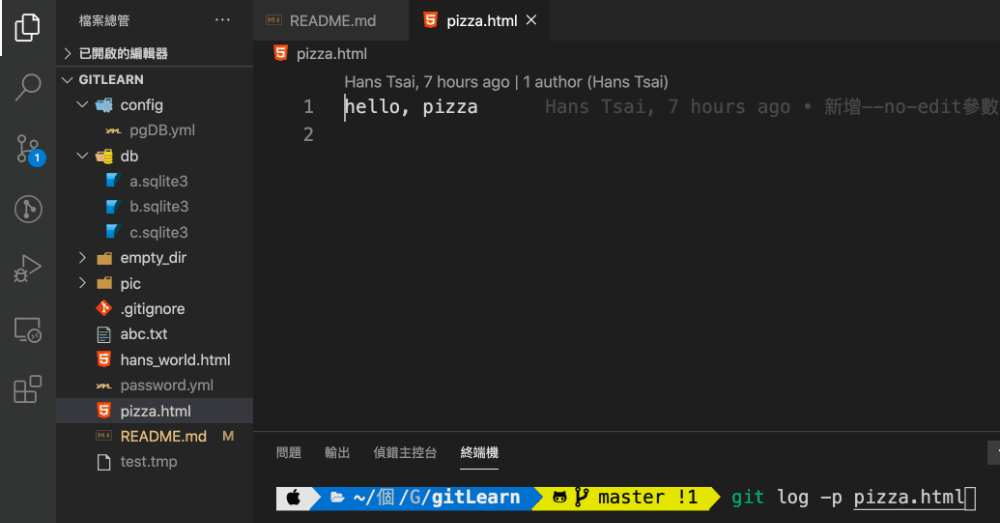 檔案總管 ···
README.md
pizza.html
已開啟的編輯器
pizza.html
GITLEARN
Hans Tsai, 7 hours ago | 1 author (Hans Tsai)
config
1 hello, pizza Hans Tsai, 7 hours ago • 新增--no-edit參數
pgDB.yml
2
1
db
a.sqlite3
b.sqlite3
c.sqlite3
empty_dir
pic
.gitignore
abc.txt
hans_world.html
password.yml
pizza.html
README.md M
test.tmp
問題 輸出 偵錯主控台 終端機
~/個/G/gitLearn master !1 git log -p pizza.html